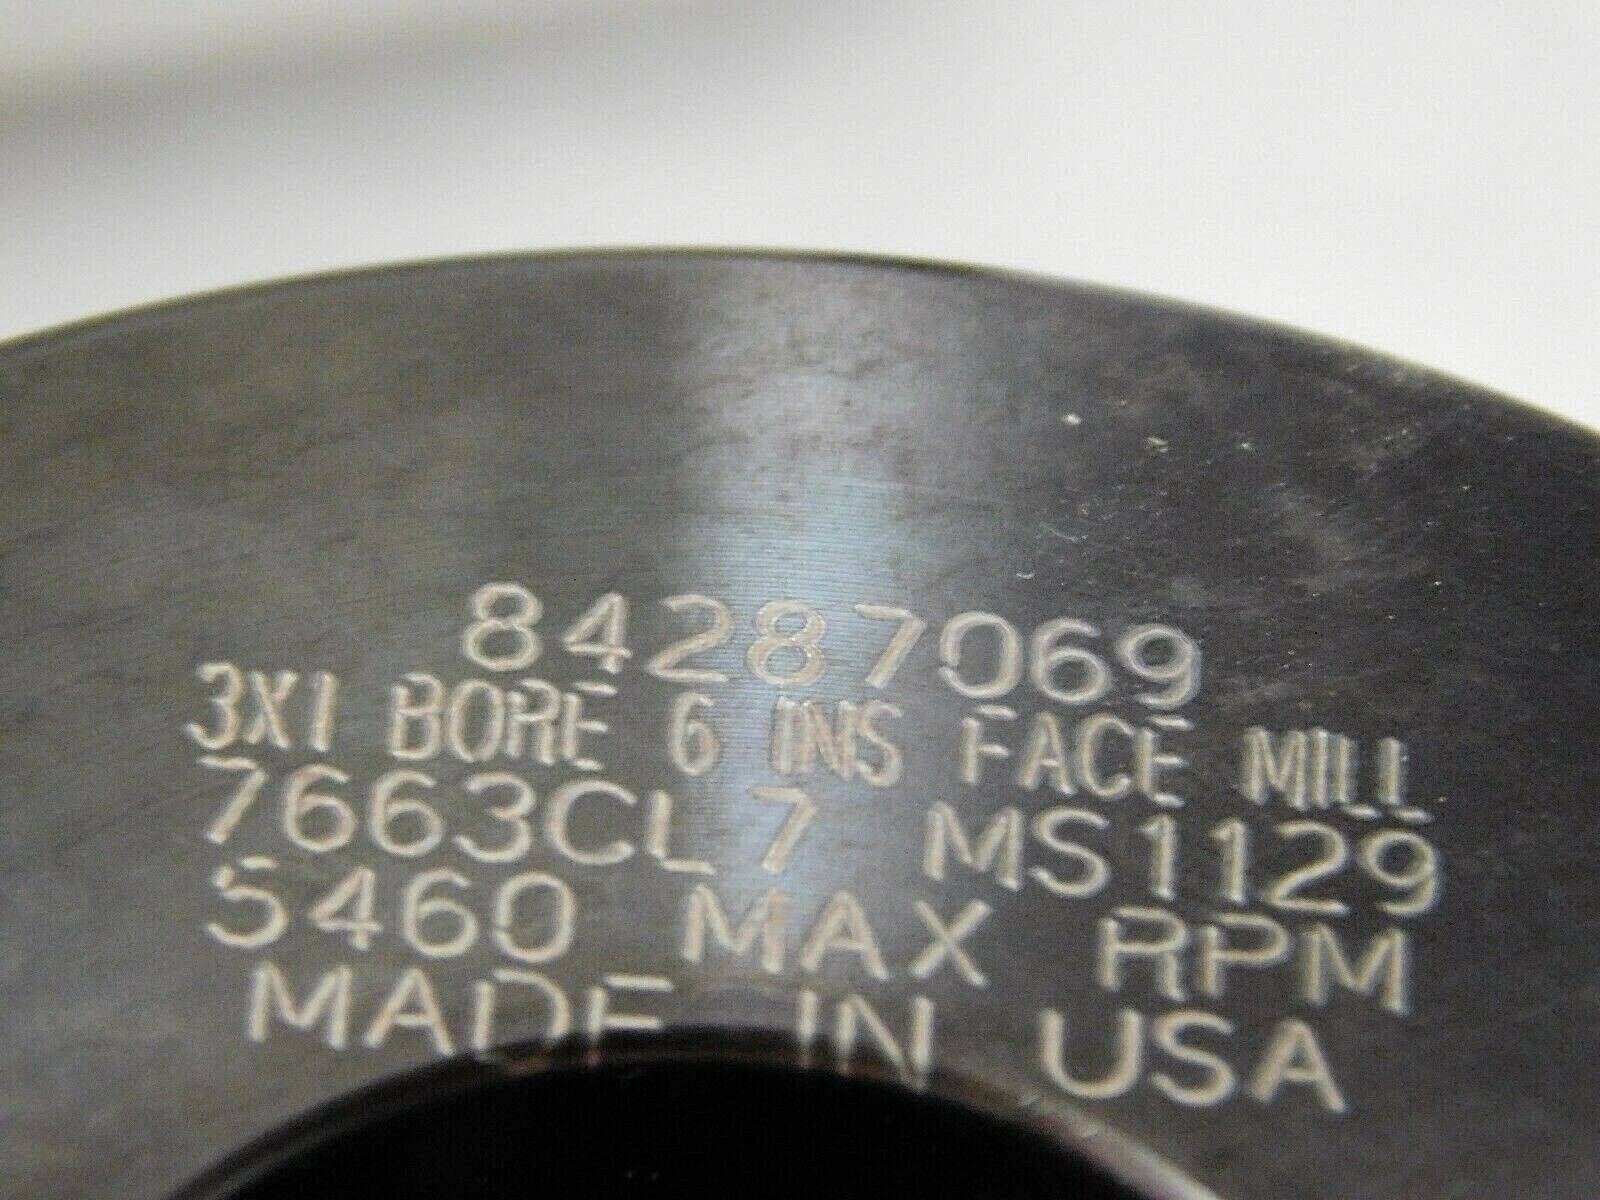 84287069
3X1 BORE 6 INS FACE MILL
7663CL7 MS1129
5460 MAX RPM
MADE IN USA